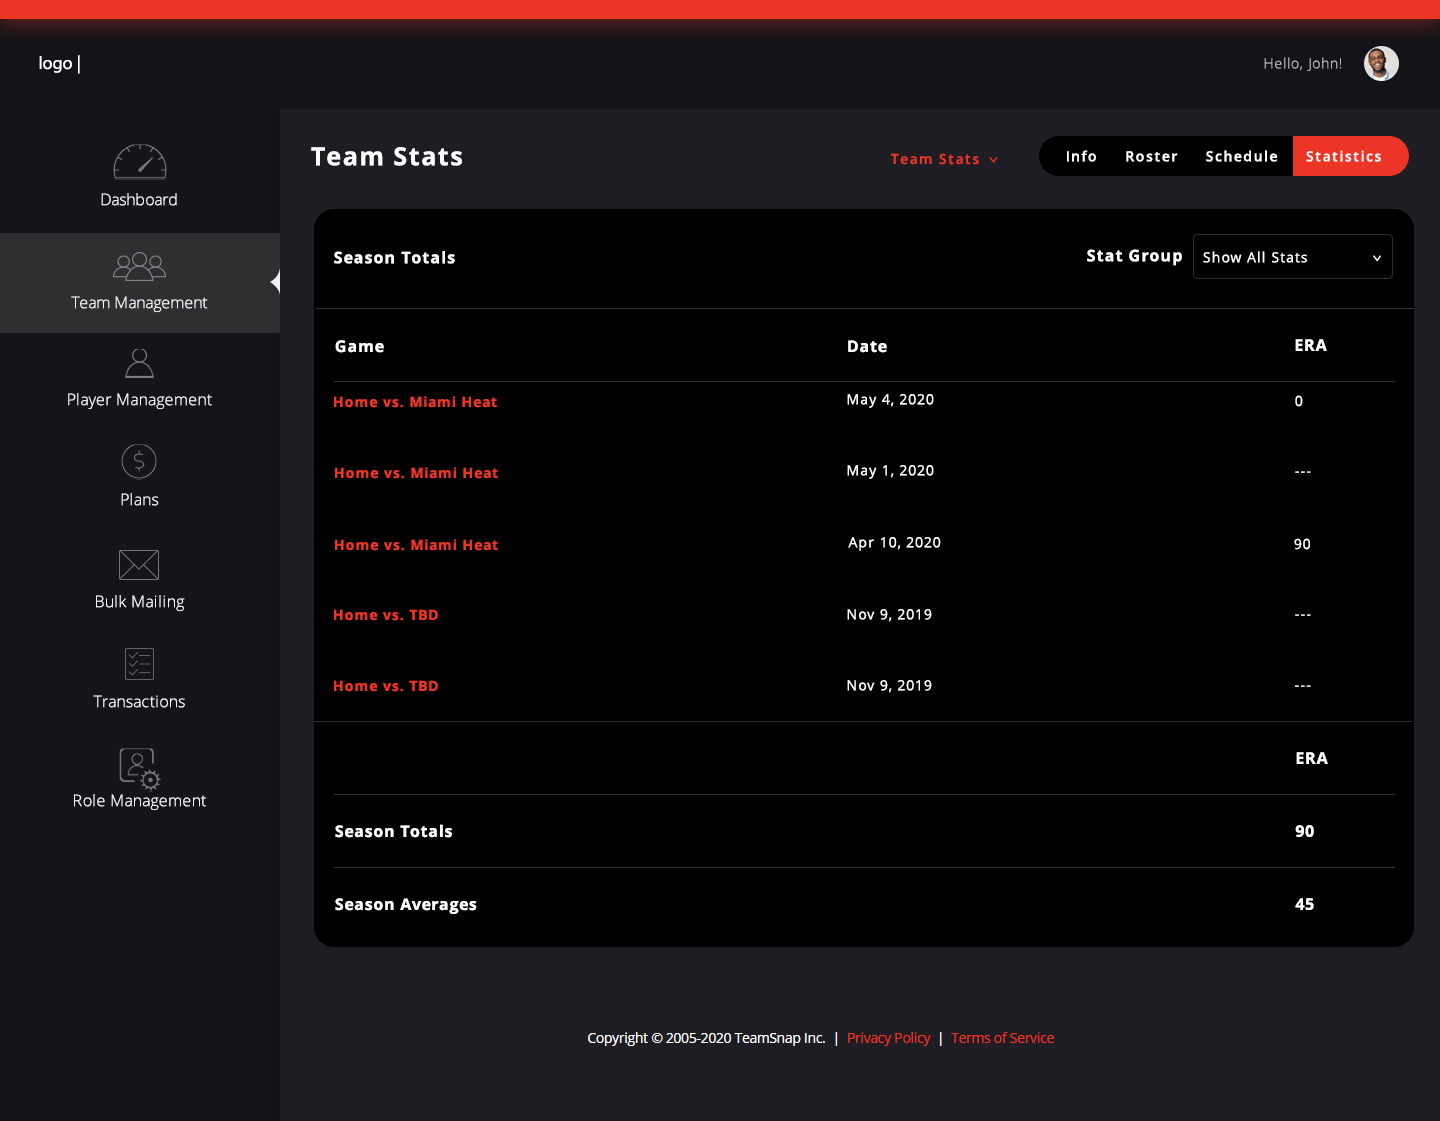 logo |
Hello, John!
Dashboard
Team Management
Player Management
Plans
Bulk Mailing
Transactions
Role Management
Team Stats
Team Stats
Info Roster Schedule Statistics
Season Totals
Stat Group Show All Stats
Game Date ERA
Home vs. Miami Heat May 4, 2020 0
Home vs. Miami Heat May 1, 2020 ---
Home vs. Miami Heat Apr 10, 2020 90
Home vs. TBD Nov 9, 2019 ---
Home vs. TBD Nov 9, 2019 ---
ERA
Season Totals 90
Season Averages 45
Copyright © 2005-2020 TeamSnap Inc. | Privacy Policy | Terms of Service